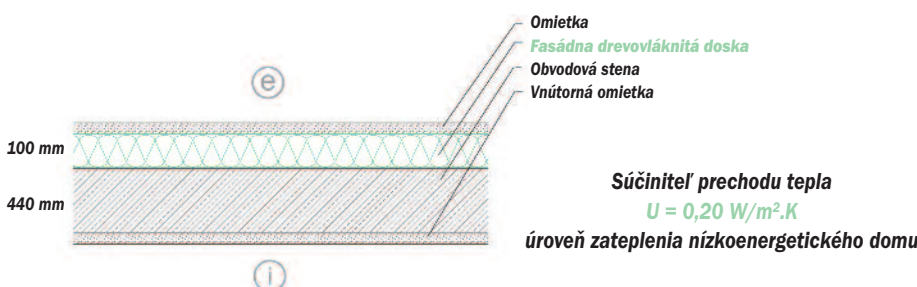 Omietka
Fasádna drevovláknitá doska
Obvodová stena
Vnútorná omietka
e
100 mm
440 mm
i
Súčiniteľ prechodu tepla
U = 0,20 W/m².K
úroveň zateplenia nízkoenergetického domu